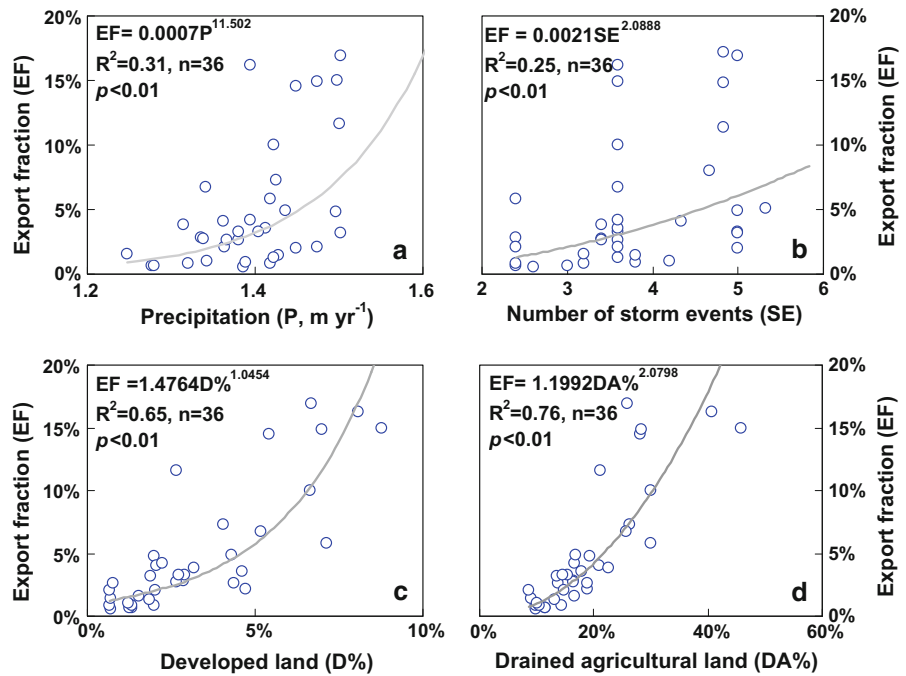 20%
15%
10%
5%
0%
Export fraction (EF)
EF= 0.0007P^11.502
R²=0.31, n=36
p<0.01
a
1.2
1.4
1.6
Precipitation (P, m yr⁻¹)
EF = 0.0021SE^2.0888
R²=0.25, n=36
p<0.01
b
20%
15%
10%
5%
0%
Export fraction (EF)
2
3
4
5
6
Number of storm events (SE)
20%
15%
10%
5%
0%
Export fraction (EF)
EF =1.4764D%^1.0454
R²=0.65, n=36
p<0.01
c
0%
5%
10%
Developed land (D%)
EF= 1.1992DA%^2.0798
R²=0.76, n=36
p<0.01
d
20%
15%
10%
5%
0%
Export fraction (EF)
0%
20%
40%
60%
Drained agricultural land (DA%)